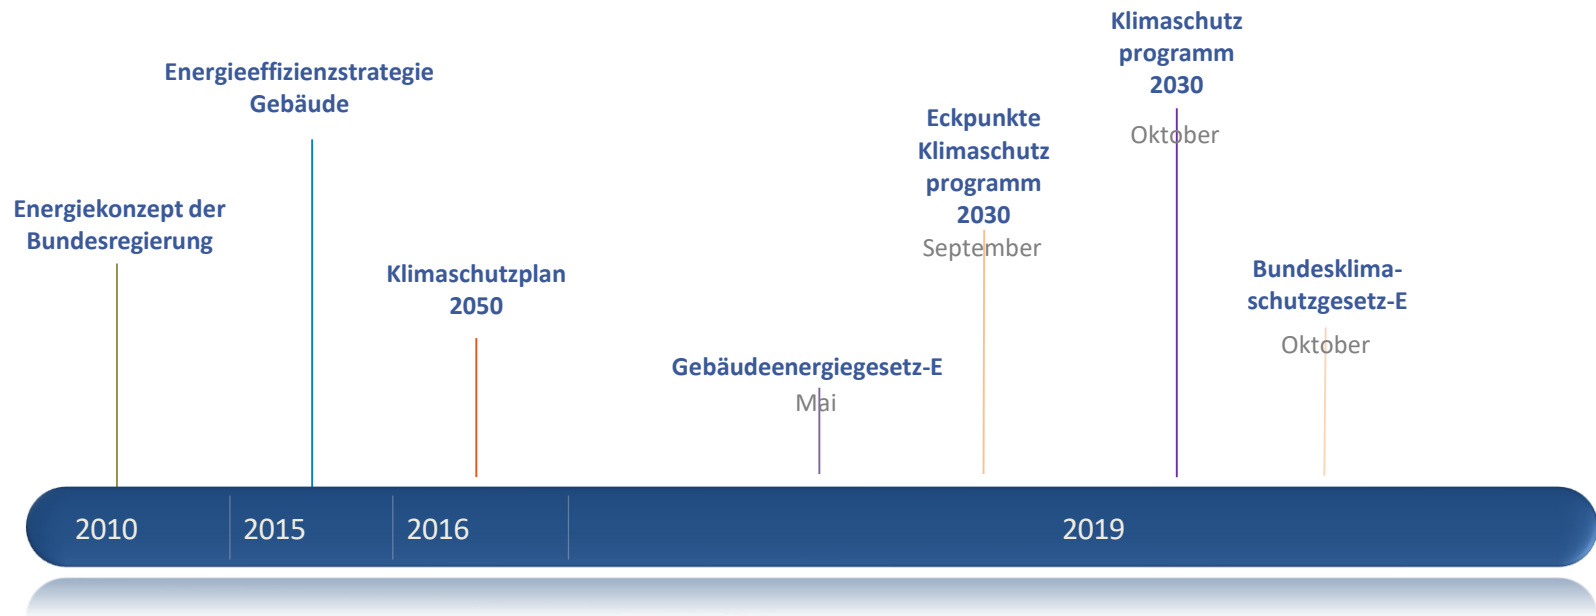 Energiekonzept der
Bundesregierung
Energieeffizienzstrategie
Gebäude
Klimaschutzplan
2050
Gebäudeenergiegesetz-E
Mai
Eckpunkte
Klimaschutz
programm
2030
September
Klimaschutz
programm
2030
Oktober
Bundesklima-
schutzgesetz-E
Oktober
2010
2015
2016
2019